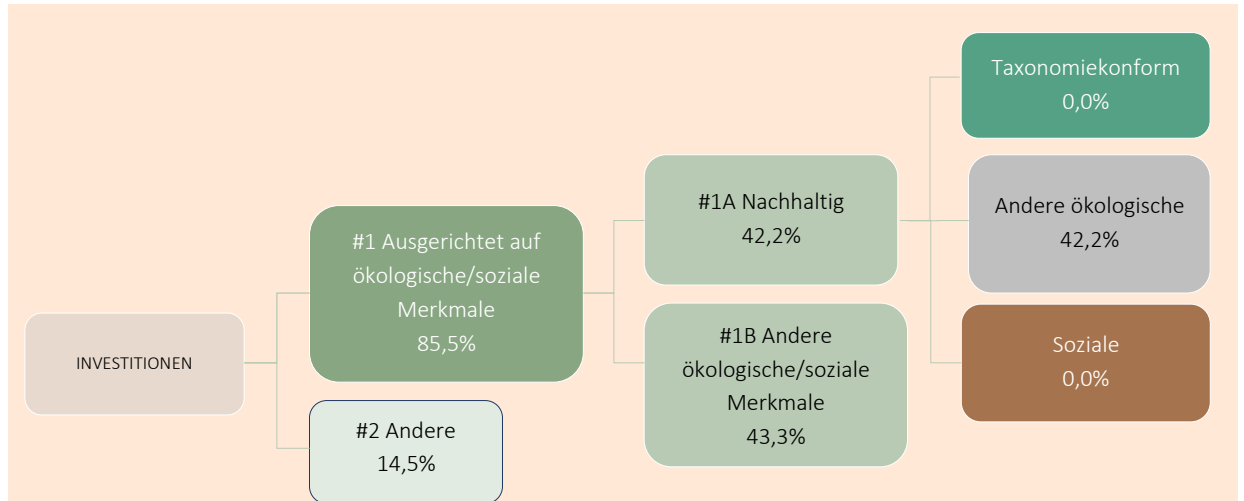 INVESTITIONEN
#1 Ausgerichtet auf
ökologische/soziale
Merkmale
85,5%
#2 Andere
14,5%
#1A Nachhaltig
42,2%
#1B Andere
ökologische/soziale
Merkmale
43,3%
Taxonomiekonform
0,0%
Andere ökologische
42,2%
Soziale
0,0%